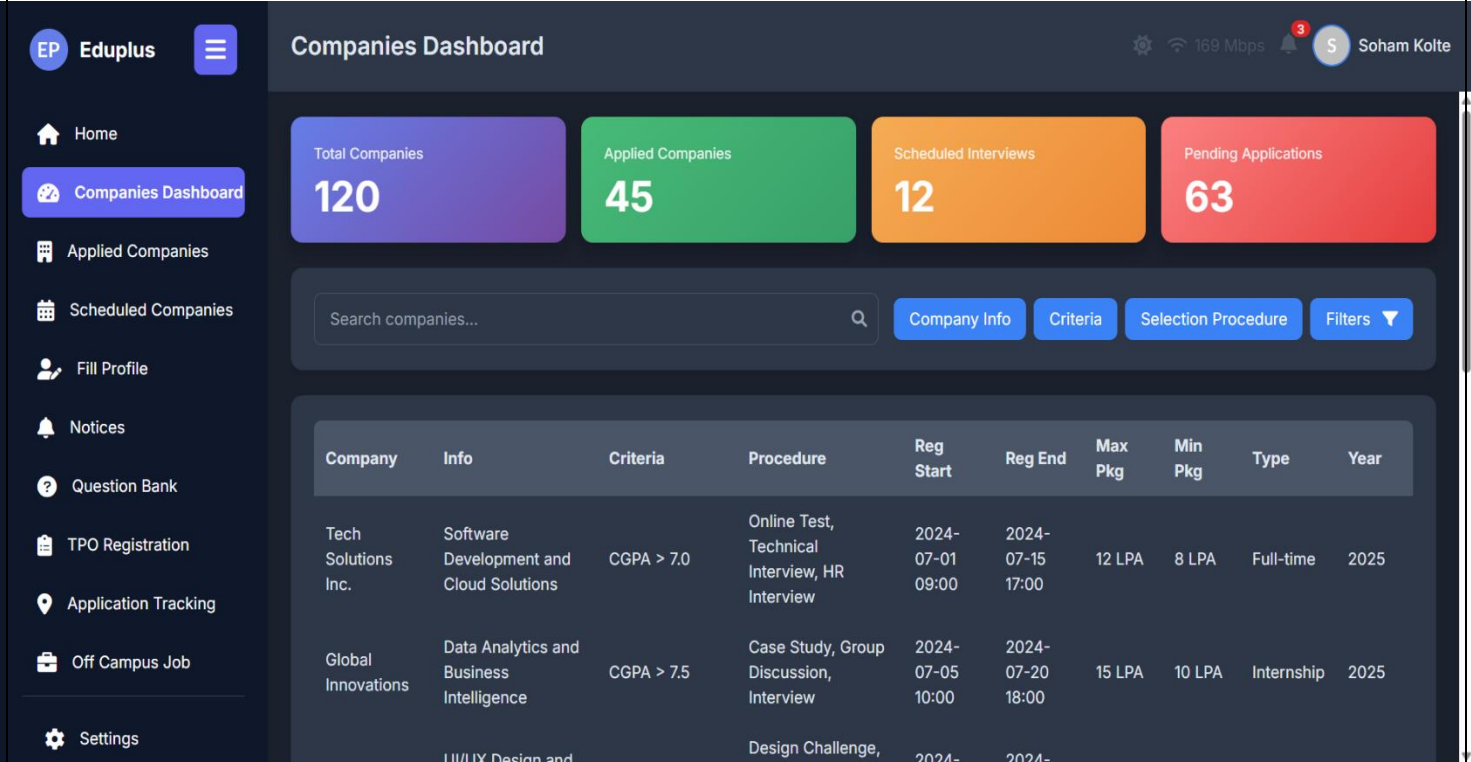 EP Eduplus
Companies Dashboard
169 Mbps
3
S
Soham Kolte
Home
Companies Dashboard
Applied Companies
Scheduled Companies
Fill Profile
Notices
Question Bank
TPO Registration
Application Tracking
Off Campus Job
Settings
Total Companies
120
Applied Companies
45
Scheduled Interviews
12
Pending Applications
63
Search companies...
Company Info
Criteria
Selection Procedure
Filters
Company
Info
Criteria
Procedure
Reg
Start
Reg End
Max
Pkg
Min
Pkg
Type
Year
Tech
Solutions
Inc.
Software
Development and
Cloud Solutions
CGPA > 7.0
Online Test,
Technical
Interview, HR
Interview
2024-
07-01
09:00
2024-
07-15
17:00
12 LPA
8 LPA
Full-time
2025
Global
Innovations
Data Analytics and
Business
Intelligence
CGPA > 7.5
Case Study, Group
Discussion,
Interview
2024-
07-05
10:00
2024-
07-20
18:00
15 LPA
10 LPA
Internship
2025
UI/UX Design and
Design Challenge,
2024-
2024-